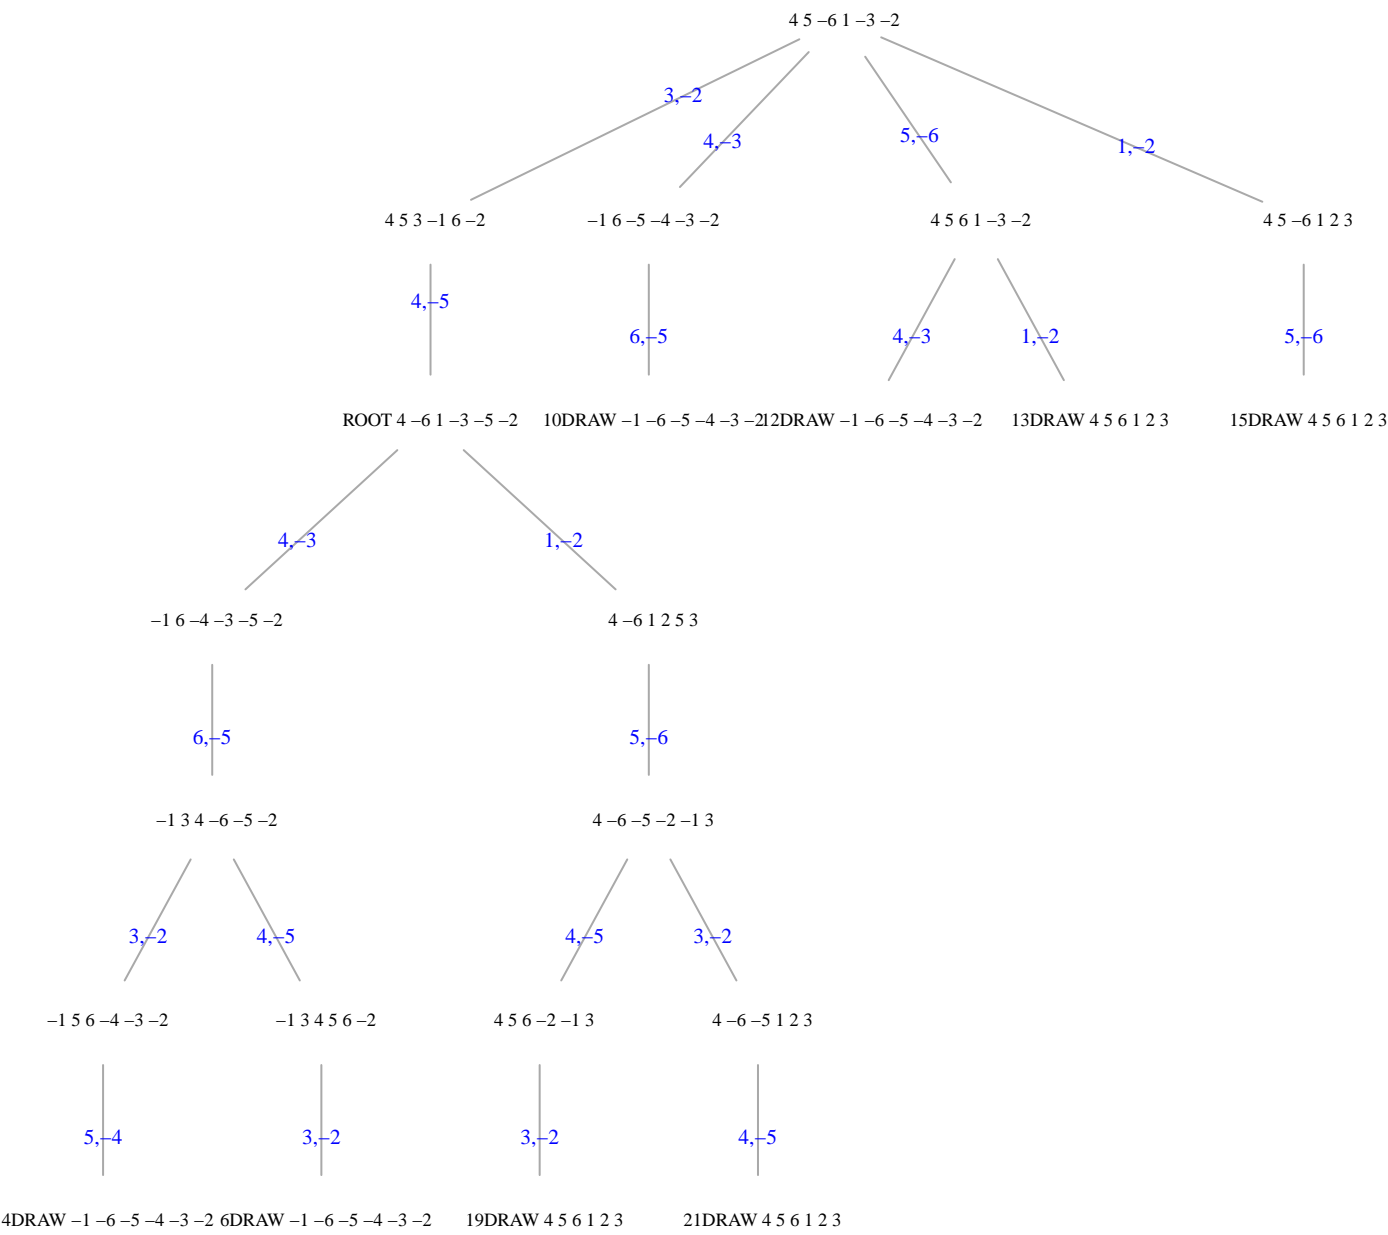 4 5 –6 1 –3 –2
3,–2
4,–3
5,–6
1,–2
4 5 3 –1 6 –2
–1 6 –5 –4 –3 –2
4 5 6 1 –3 –2
4 5 –6 1 2 3
4,–5
6,–5
4,–3
1,–2
5,–6
ROOT 4 –6 1 –3 –5 –2
10DRAW –1 –6 –5 –4 –3 –2
12DRAW –1 –6 –5 –4 –3 –2
13DRAW 4 5 6 1 2 3
15DRAW 4 5 6 1 2 3
4,–3
1,–2
–1 6 –4 –3 –5 –2
4 –6 1 2 5 3
6,–5
5,–6
–1 3 4 –6 –5 –2
4 –6 –5 –2 –1 3
3,–2
4,–5
4,–5
3,–2
–1 5 6 –4 –3 –2
–1 3 4 5 6 –2
4 5 6 –2 –1 3
4 –6 –5 1 2 3
5,–4
3,–2
3,–2
4,–5
4DRAW –1 –6 –5 –4 –3 –2
6DRAW –1 –6 –5 –4 –3 –2
19DRAW 4 5 6 1 2 3
21DRAW 4 5 6 1 2 3